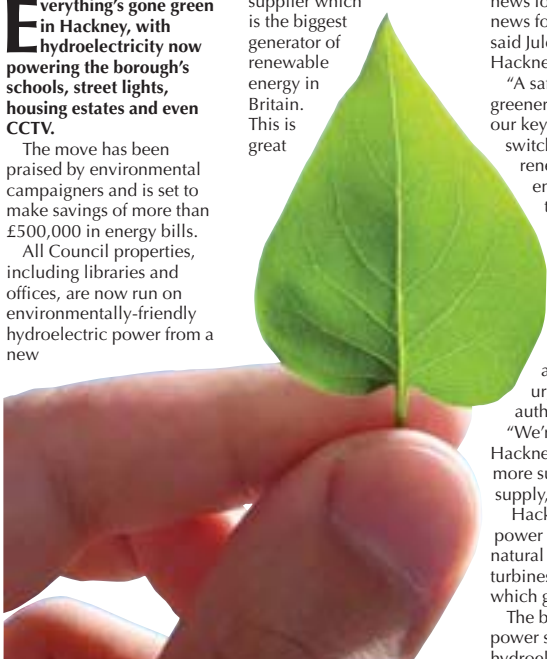 Everything's gone green
in Hackney, with
hydroelectricity now
powering the borough's
schools, street lights,
housing estates and even
CCTV.
The move has been
praised by environmental
campaigners and is set to
make savings of more than
£500,000 in energy bills.
All Council properties,
including libraries and
offices, are now run on
environmentally-friendly
hydroelectric power from a
new
supplier which
is the biggest
generator of
renewable
energy in
Britain.
This is
great
news fo
said Jule
Hackne
"A sa
greener
our key
switch
rene
en
t
a
ur
auth
"We'r
Hackne
more su
supply,
Hack
power
natural
turbines
which g
The b
power s